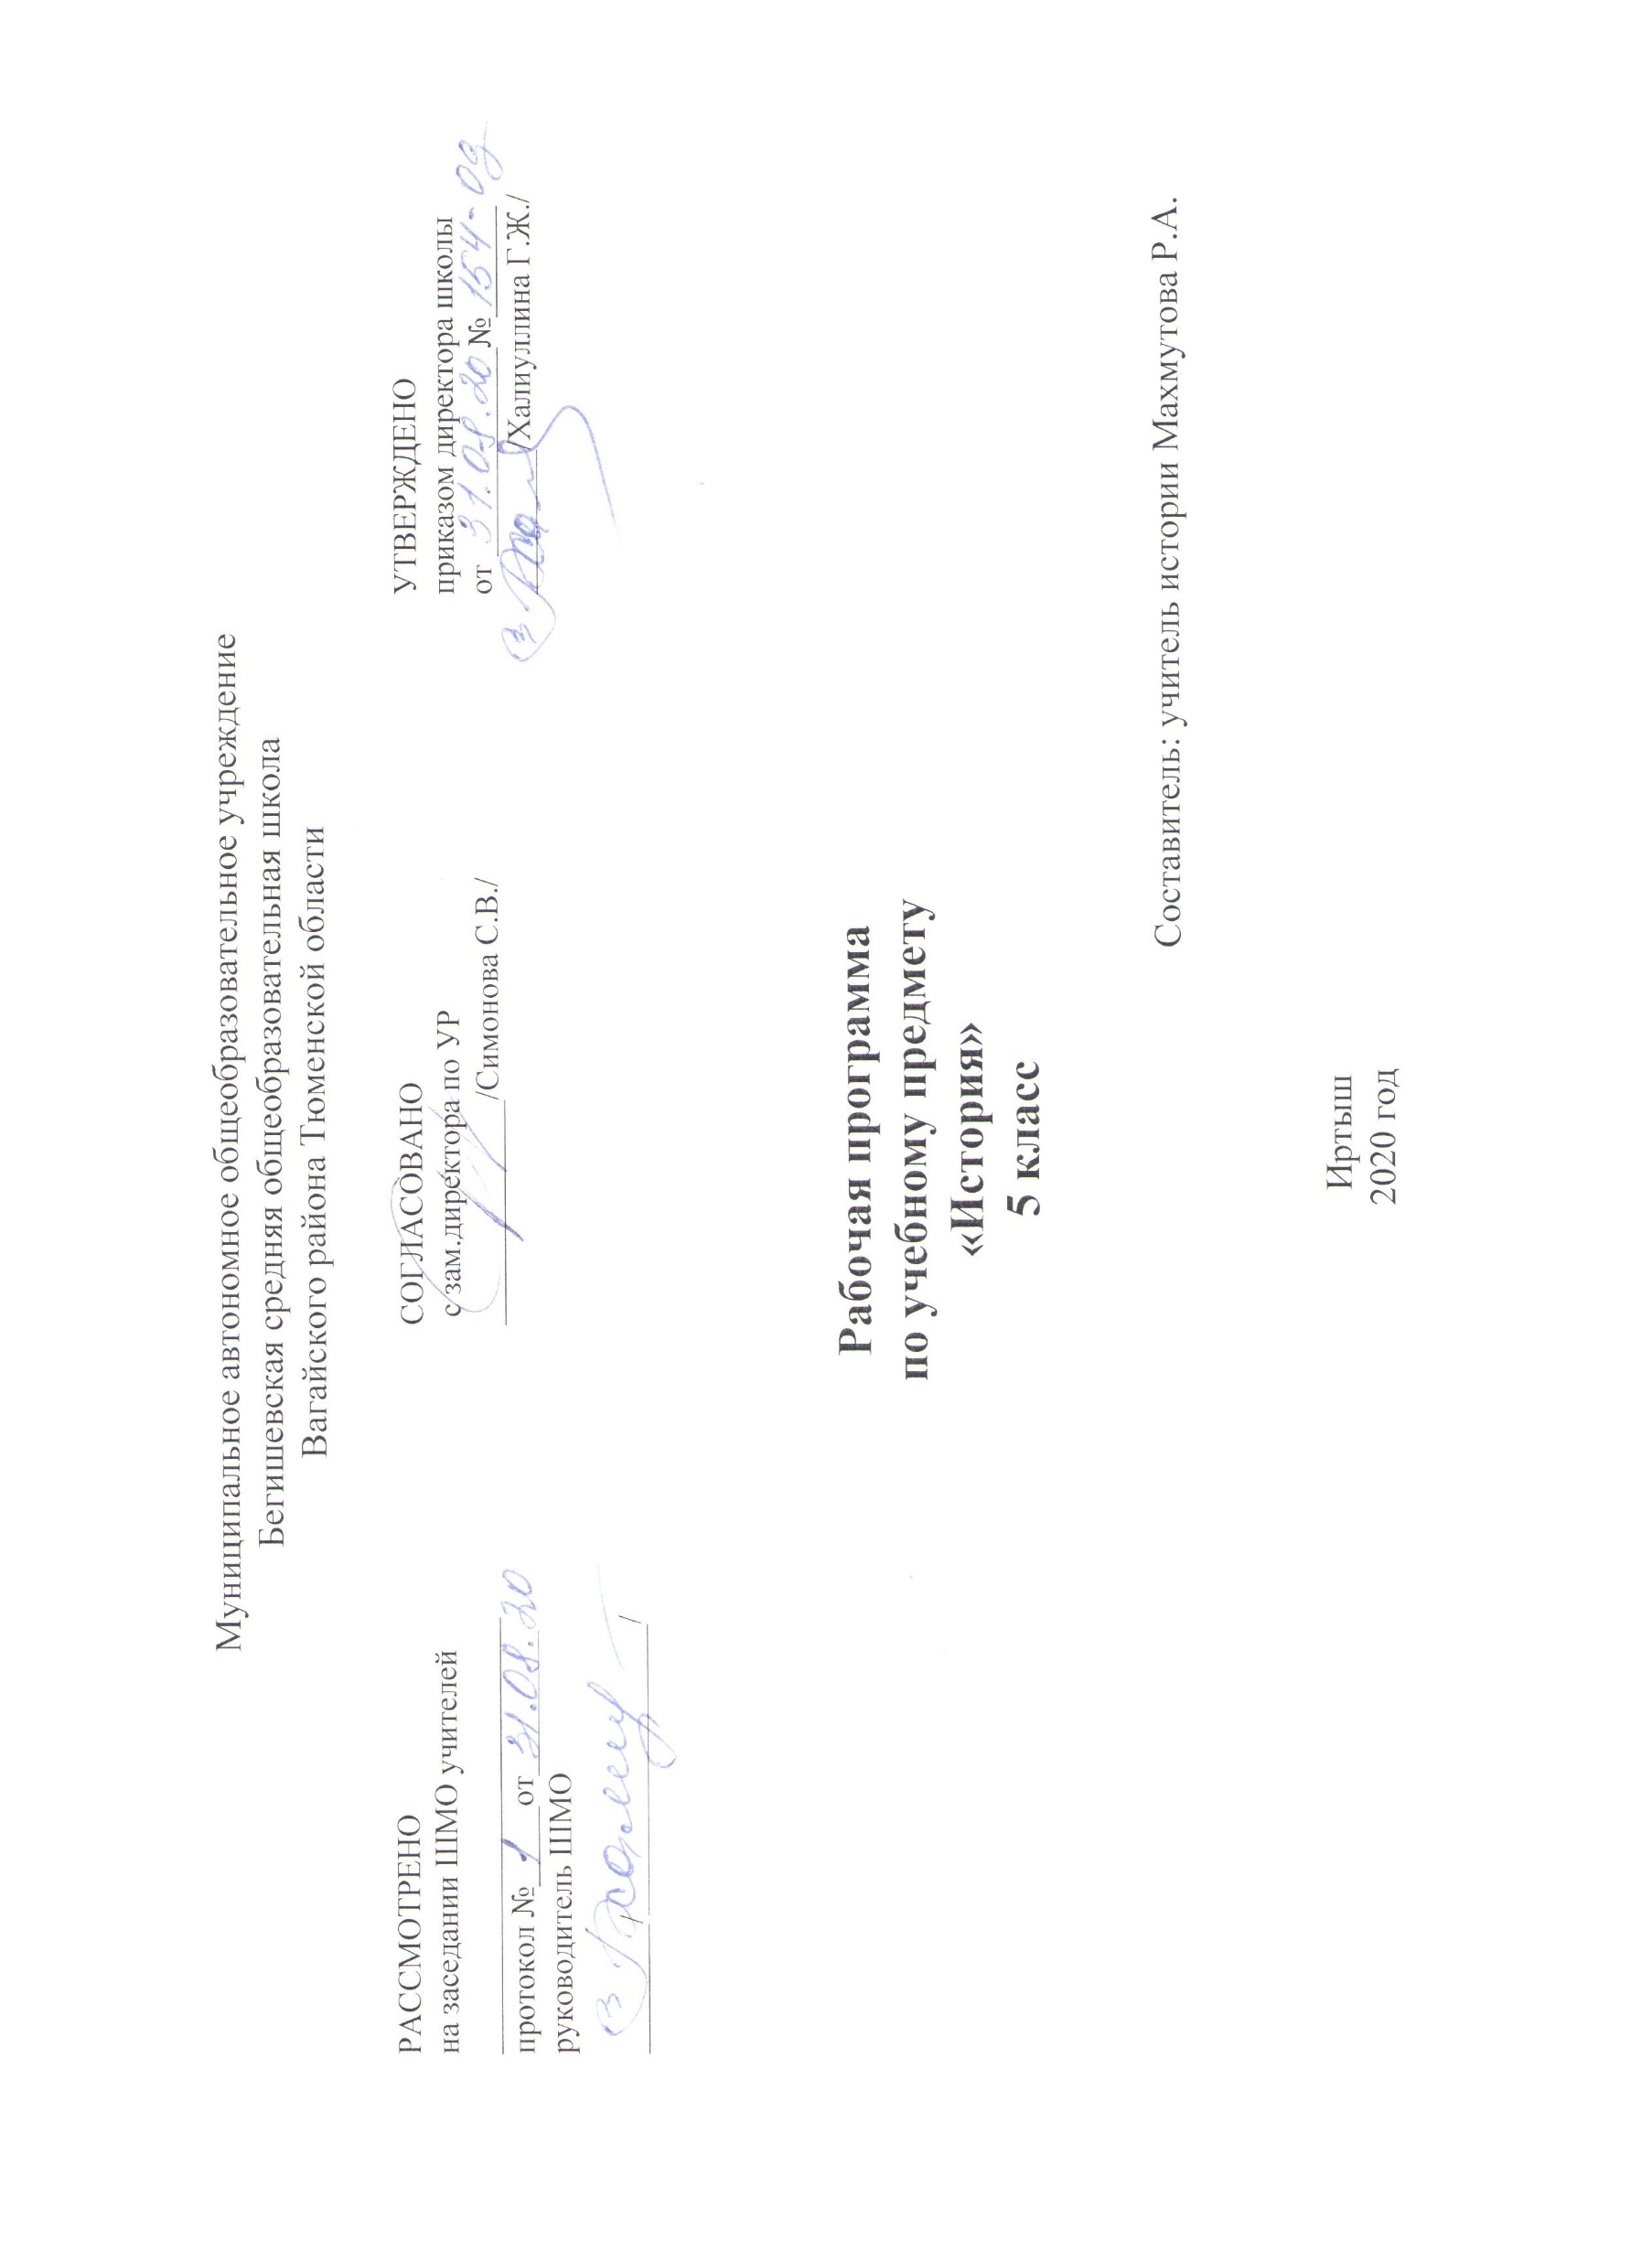 Муниципальное автономное общеобразовательное учреждение
Бегишевская средняя общеобразовательная школа
Вагайского района Тюменской области
РАССМОТРЕНО
на заседании ШМО учителей
протокол № 1 от 31.08.20
руководитель ШМО
/ /
СОГЛАСОВАНО
с зам.директора по УР
/Симонова С.В./
УТВЕРЖДЕНО
приказом директора школы
от 31.08.20 № 154-од
/Халиуллина Г.Ж./
Рабочая программа
по учебному предмету
«История»
5 класс
Составитель: учитель истории Махмутова Р.А.
Иртыш
2020 год